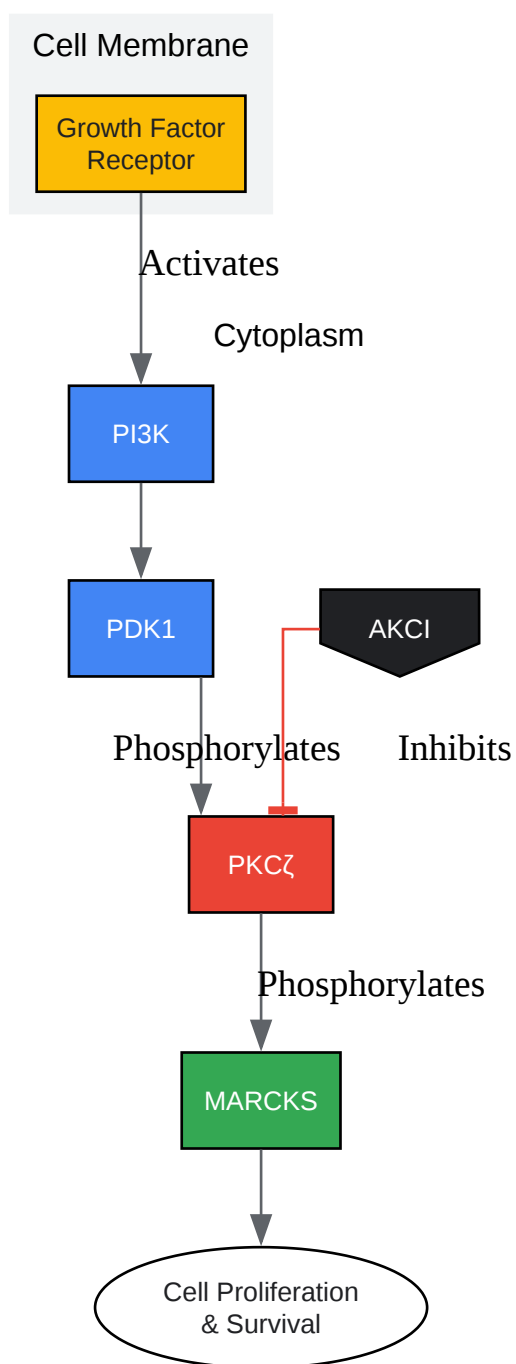 Cell Membrane
Growth Factor
Receptor
Activates
Cytoplasm
PI3K
PDK1
AKCI
Phosphorylates
Inhibits
PKCζ
Phosphorylates
MARCKS
Cell Proliferation
& Survival